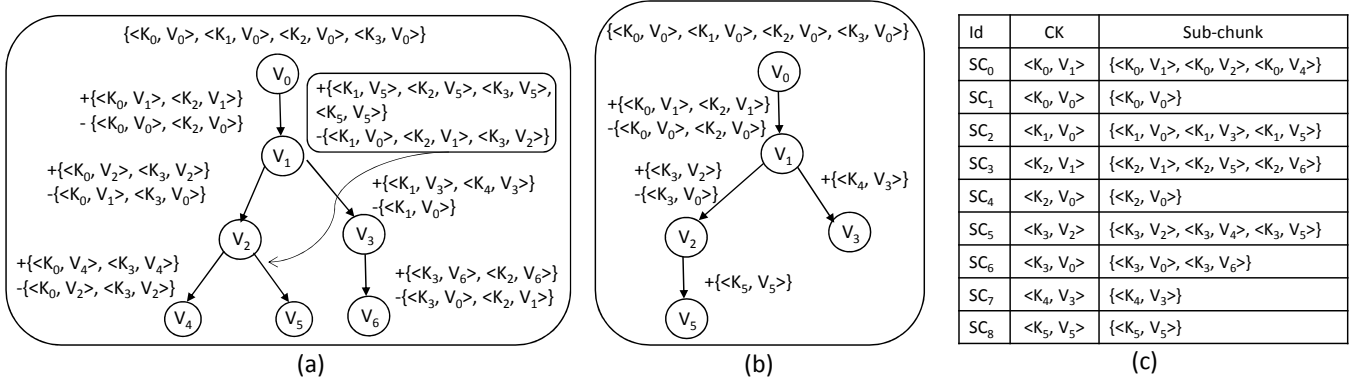 {<K₀, V₀>, <K₁, V₀>, <K₂, V₀>, <K₃, V₀>}
V₀
+{<K₀, V₁>, <K₂, V₁>}
- {<K₀, V₀>, <K₂, V₀>}
+{<K₁, V₅>, <K₂, V₅>, <K₃, V₅>,
<K₅, V₅>}
-{<K₁, V₀>, <K₂, V₁>, <K₃, V₂>}
V₁
+{<K₀, V₂>, <K₃, V₂>}
-{<K₀, V₁>, <K₃, V₀>}
+{<K₁, V₃>, <K₄, V₃>}
-{<K₁, V₀>}
V₂
V₃
+{<K₀, V₄>, <K₃, V₄>}
-{<K₀, V₂>, <K₃, V₂>}
+{<K₃, V₆>, <K₂, V₆>}
-{<K₃, V₀>, <K₂, V₁>}
V₄
V₅
V₆
(a)
{<K₀, V₀>, <K₁, V₀>, <K₂, V₀>, <K₃, V₀>}
V₀
+{<K₀, V₁>, <K₂, V₁>}
-{<K₀, V₀>, <K₂, V₀>}
V₁
+{<K₃, V₂>}
-{<K₃, V₀>}
+{<K₄, V₃>}
V₂
V₃
+{<K₅, V₅>}
V₅
(b)
Id CK Sub-chunk
SC₀ <K₀, V₁> {<K₀, V₁>, <K₀, V₂>, <K₀, V₄>}
SC₁ <K₀, V₀> {<K₀, V₀>}
SC₂ <K₁, V₀> {<K₁, V₀>, <K₁, V₃>, <K₁, V₅>}
SC₃ <K₂, V₁> {<K₂, V₁>, <K₂, V₅>, <K₂, V₆>}
SC₄ <K₂, V₀> {<K₂, V₀>}
SC₅ <K₃, V₂> {<K₃, V₂>, <K₃, V₄>, <K₃, V₅>}
SC₆ <K₃, V₀> {<K₃, V₀>, <K₃, V₆>}
SC₇ <K₄, V₃> {<K₄, V₃>}
SC₈ <K₅, V₅> {<K₅, V₅>}
(c)